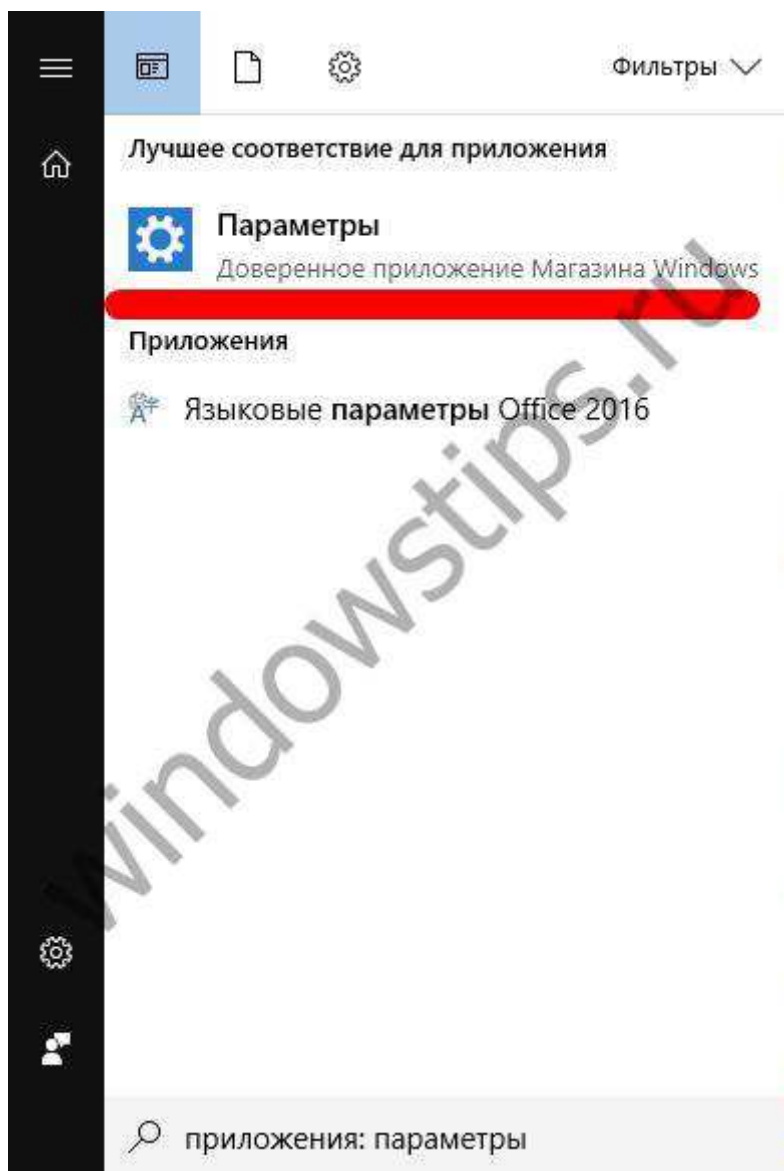 Фильтры
Лучшее соответствие для приложения
Параметры
Доверенное приложение Магазина Windows
Приложения
Языковые параметры Office 2016
windowstips.ru
приложения: параметры